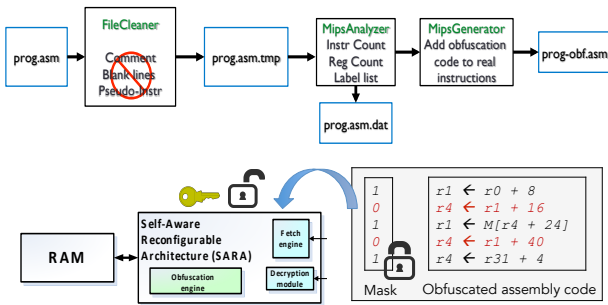 FileCleaner
Comment
Blank lines
Pseudo-Instr
prog.asm
prog.asm.tmp
MipsAnalyzer
Instr Count
Reg Count
Label list
MipsGenerator
Add obfuscation
code to real
instructions
prog-obf.asm
prog.asm.dat
RAM
Self-Aware
Reconfigurable
Architecture (SARA)
Obfuscation
engine
Fetch
engine
Decryption
module
1 r1 ← r0 + 8
0 r4 ← r1 + 16
1 r1 ← M[r4 + 24]
0 r4 ← r1 + 40
1 r4 ← r31 + 4
Mask Obfuscated assembly code